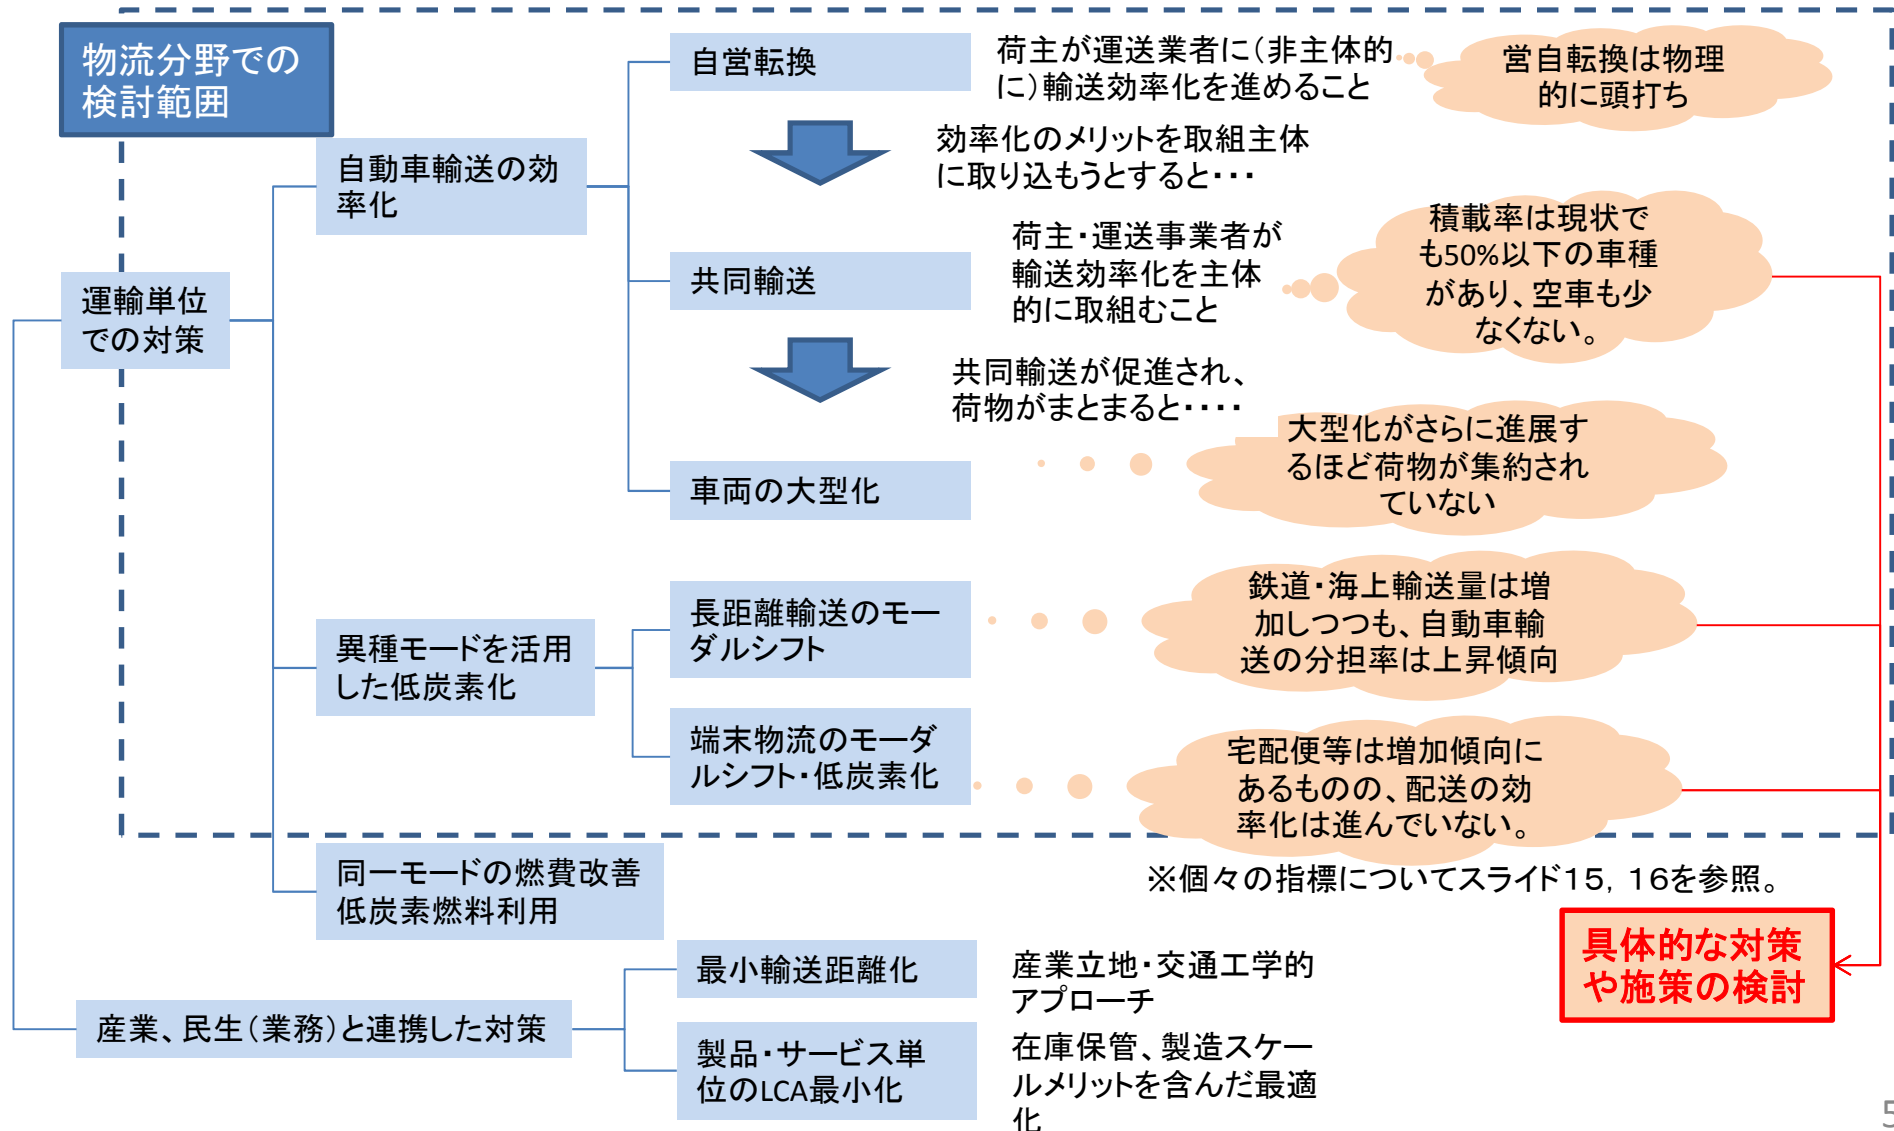 物流分野での
検討範囲
自営転換
荷主が運送業者に（非主体的
に）輸送効率化を進めること
営自転換は物理
的に頭打ち
効率化のメリットを取組主体
に取り込もうとすると・・・
自動車輸送の効
率化
共同輸送
荷主・運送事業者が
輸送効率化を主体
的に取組むこと
積載率は現状で
も50%以下の車種
があり、空車も少
なくない。
運輸単位
での対策
共同輸送が促進され、
荷物がまとまると・・・・
車両の大型化
大型化がさらに進展す
るほど荷物が集約され
ていない
異種モードを活用
した低炭素化
長距離輸送のモー
ダルシフト
鉄道・海上輸送量は増
加しつつも、自動車輸
送の分担率は上昇傾向
端末物流のモーダ
ルシフト・低炭素化
宅配便等は増加傾向に
あるものの、配送の効
率化は進んでいない。
同一モードの燃費改善
低炭素燃料利用
※個々の指標についてスライド１５，１６を参照。
具体的な対策
や施策の検討
産業、民生（業務）と連携した対策
最小輸送距離化
産業立地・交通工学的
アプローチ
製品・サービス単
位のLCA最小化
在庫保管、製造スケー
ルメリットを含んだ最適
化
5